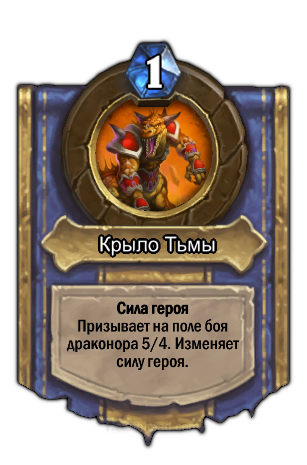 1
Крыло Тьмы
Сила героя
Призывает на поле боя
драконора 5/4. Изменяет
силу героя.